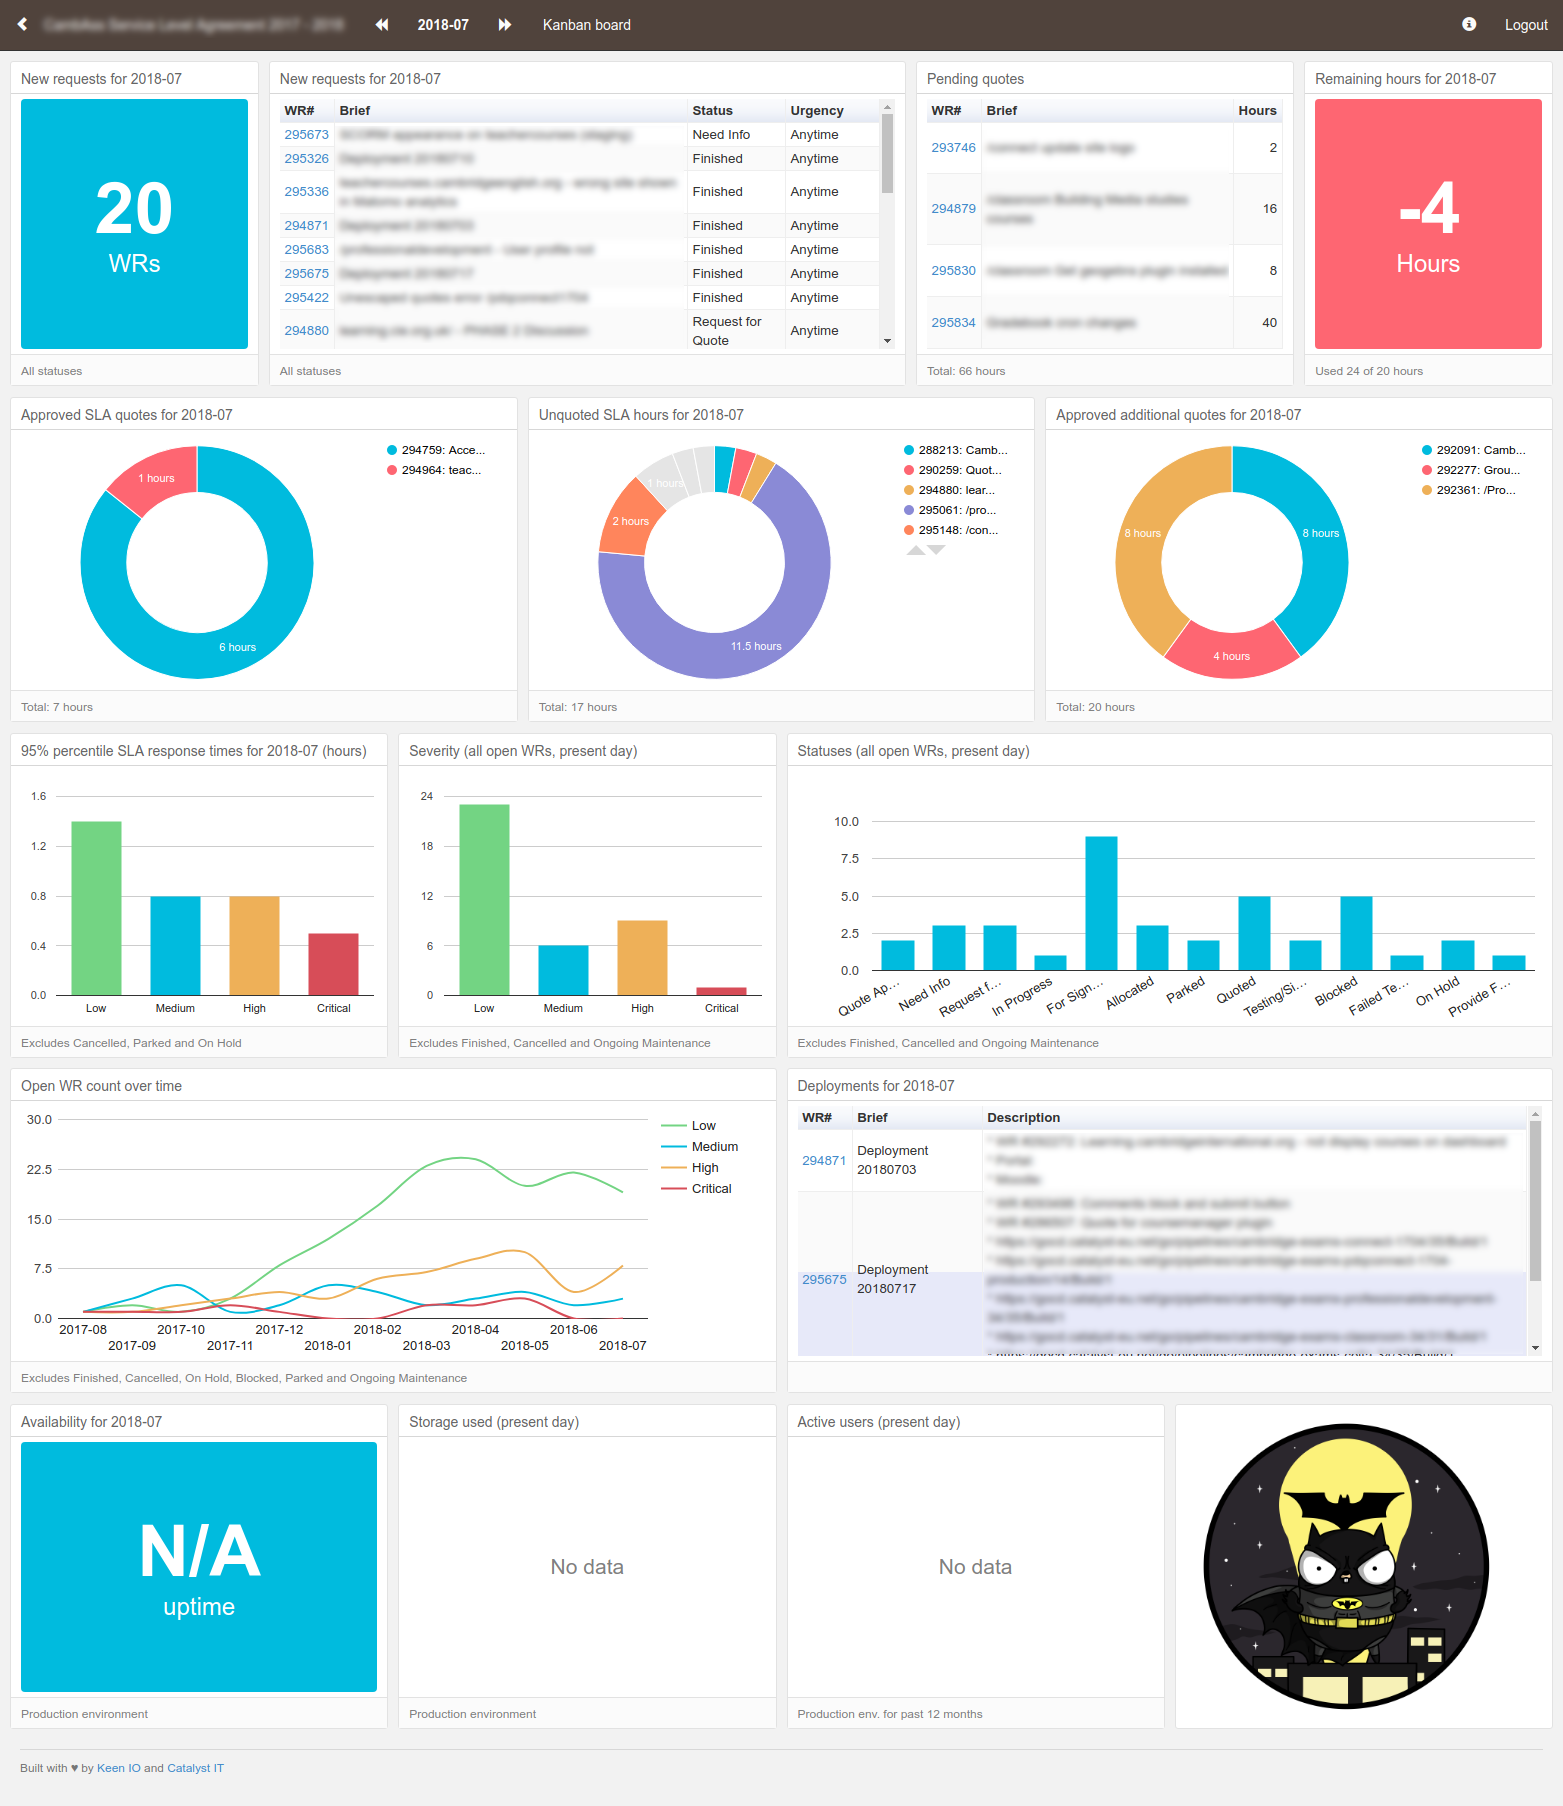 2018-07
Kanban board
Logout
New requests for 2018-07
20
WRs
All statuses
New requests for 2018-07
WR# Brief Status Urgency
295673 Need Info Anytime
295326 Finished Anytime
295336 Finished Anytime
294871 Finished Anytime
295683 Finished Anytime
295675 Finished Anytime
295422 Finished Anytime
294880 Request for Quote Anytime
All statuses
Pending quotes
WR# Brief Hours
293746 2
294879 16
295830 8
295834 40
Total: 66 hours
Remaining hours for 2018-07
-4
Hours
Used 24 of 20 hours
Approved SLA quotes for 2018-07
294759: Acce...
294964: teac...
1 hours
6 hours
Total: 7 hours
Unquoted SLA hours for 2018-07
288213: Camb...
290259: Quot...
294880: lear...
295061: /pro...
295148: /con...
1 hours
2 hours
11.5 hours
Total: 17 hours
Approved additional quotes for 2018-07
292091: Camb...
292277: Grou...
292361: /Pro...
8 hours
8 hours
4 hours
Total: 20 hours
95% percentile SLA response times for 2018-07 (hours)
1.6
1.2
0.8
0.4
0.0
Low Medium High Critical
Excludes Cancelled, Parked and On Hold
Severity (all open WRs, present day)
24
18
12
6
0
Low Medium High Critical
Excludes Finished, Cancelled and Ongoing Maintenance
Statuses (all open WRs, present day)
10.0
7.5
5.0
2.5
0.0
Quote Ap... Need Info Request f... In Progress For Sign... Allocated Parked Quoted Testing/Si... Blocked Failed Te... On Hold Provide F...
Excludes Finished, Cancelled and Ongoing Maintenance
Open WR count over time
30.0
22.5
15.0
7.5
0.0
Low
Medium
High
Critical
2017-08 2017-10 2017-12 2018-02 2018-04 2018-06
2017-09 2017-11 2018-01 2018-03 2018-05 2018-07
Excludes Finished, Cancelled, On Hold, Blocked, Parked and Ongoing Maintenance
Deployments for 2018-07
WR# Brief Description
294871 Deployment 20180703
295675 Deployment 20180717
Availability for 2018-07
N/A
uptime
Production environment
Storage used (present day)
No data
Production environment
Active users (present day)
No data
Production env. for past 12 months
Built with ♥ by Keen IO and Catalyst IT